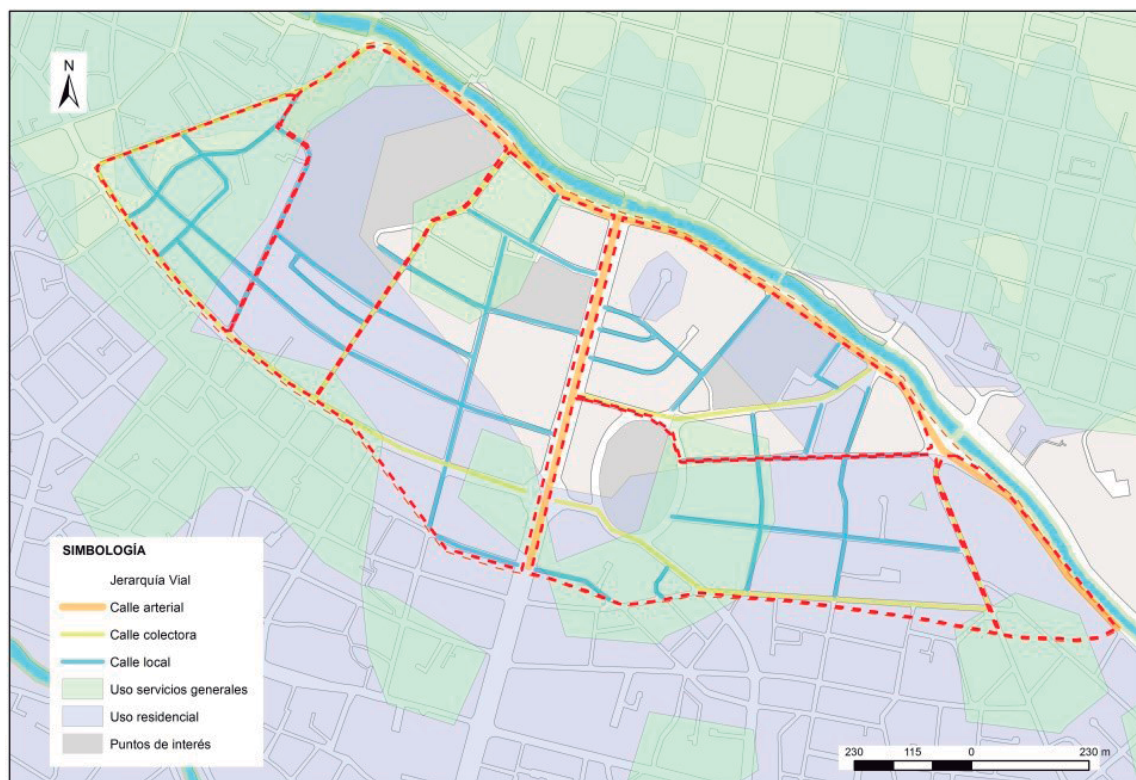 N
SIMBOLOGÍA
Jerarquía Vial
Calle arterial
Calle colectora
Calle local
Uso servicios generales
Uso residencial
Puntos de interés
230 115 0 230 m